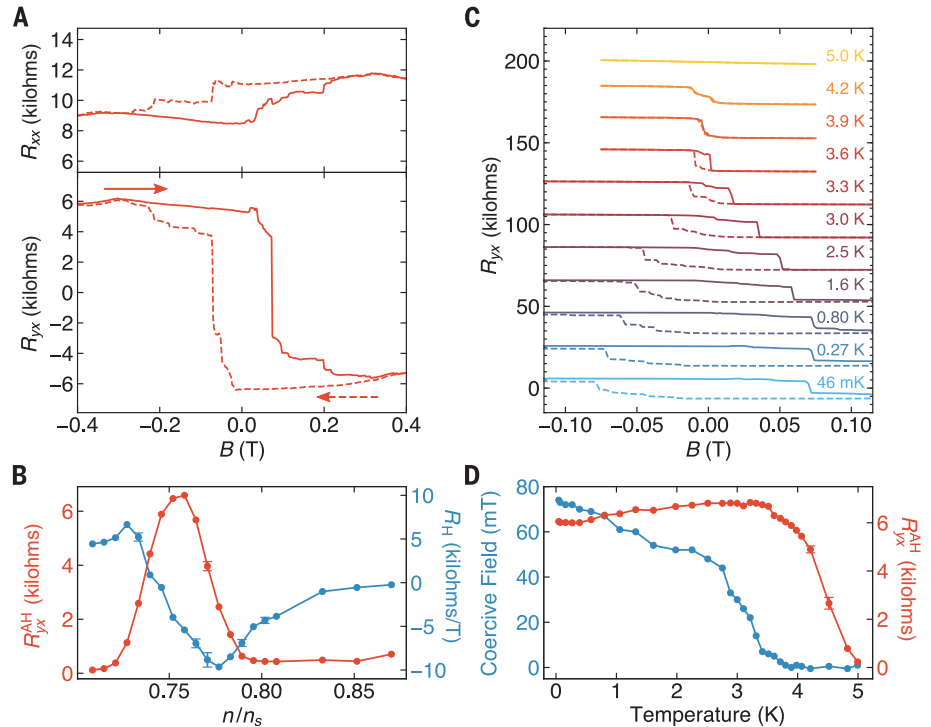 A
14
12
10
8
6
R_xx (kilohms)
6
4
2
0
−2
−4
−6
R_yx (kilohms)
−0.4
−0.2
0.0
0.2
0.4
B (T)
C
200
150
100
50
0
R_yx (kilohms)
5.0 K
4.2 K
3.9 K
3.6 K
3.3 K
3.0 K
2.5 K
1.6 K
0.80 K
0.27 K
46 mK
−0.10
−0.05
0.00
0.05
0.10
B (T)
B
6
4
2
0
R_yx^AH (kilohms)
10
5
0
−5
−10
R_H (kilohms/T)
0.75
0.80
0.85
n/n_s
D
80
60
40
20
0
Coercive Field (mT)
6
4
2
0
R_yx^AH (kilohms)
0
1
2
3
4
5
Temperature (K)